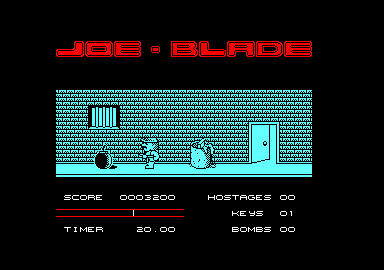 JOE · BLADE
SCORE 0003200 HOSTAGES 00
KEYS 01
TIMER 20.00 BOMBS 00